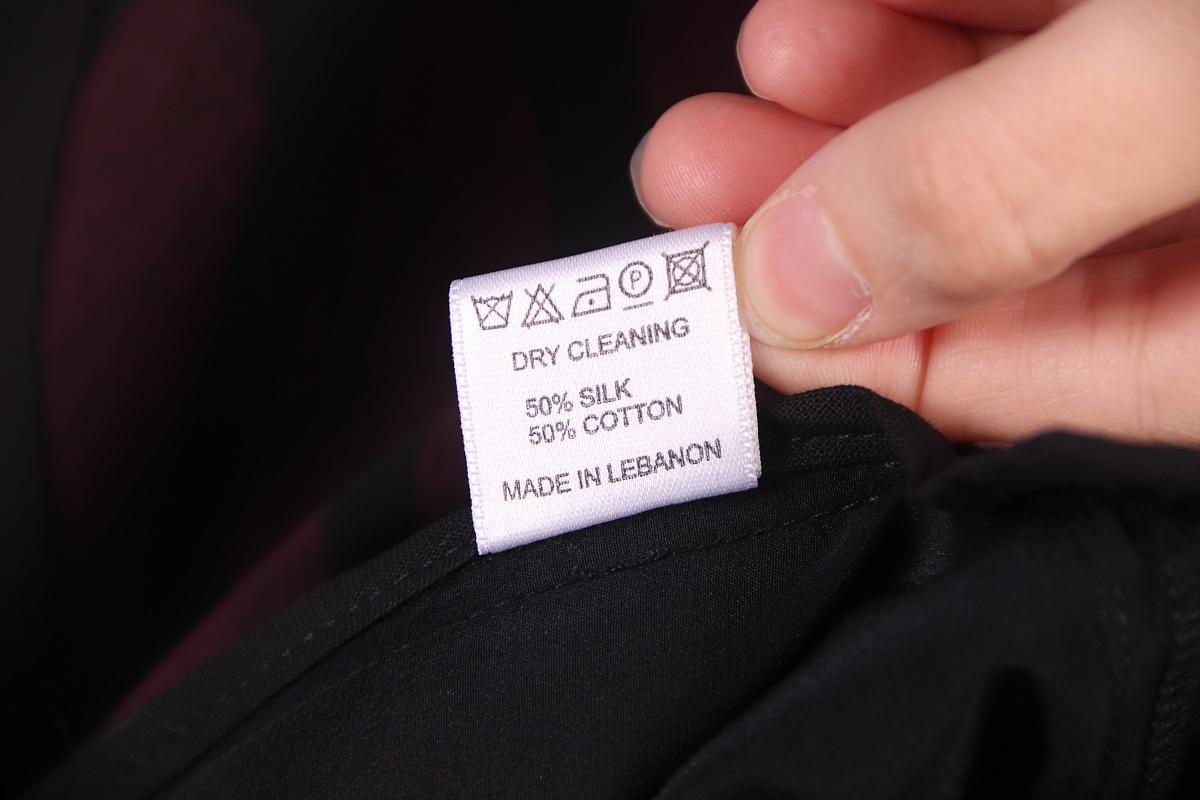 P
DRY CLEANING
50% SILK
50% COTTON
MADE IN LEBANON